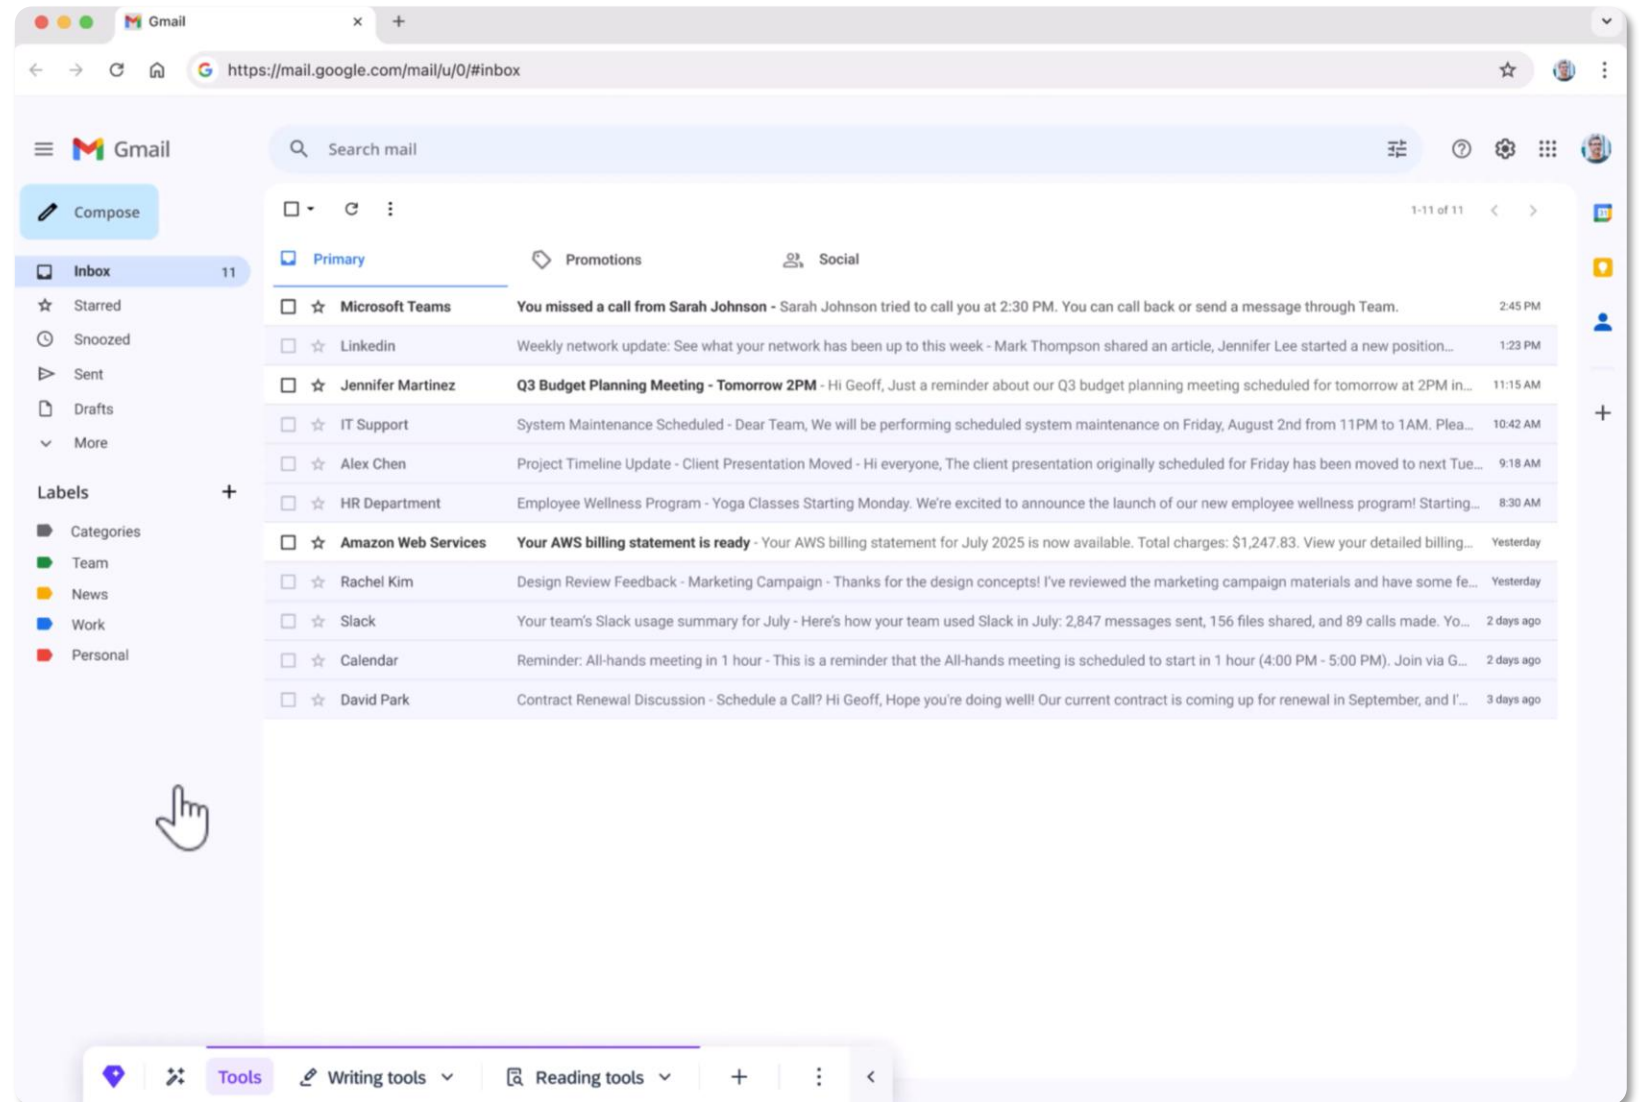 Gmail
https://mail.google.com/mail/u/0/#inbox
Gmail
Search mail
Compose
1-11 of 11
Primary
Promotions
Social
Inbox 11
Starred
Snoozed
Sent
Drafts
More
Labels
Categories
Team
News
Work
Personal
Microsoft Teams You missed a call from Sarah Johnson - Sarah Johnson tried to call you at 2:30 PM. You can call back or send a message through Team. 2:45 PM
Linkedin Weekly network update: See what your network has been up to this week - Mark Thompson shared an article, Jennifer Lee started a new position... 1:23 PM
Jennifer Martinez Q3 Budget Planning Meeting - Tomorrow 2PM - Hi Geoff, Just a reminder about our Q3 budget planning meeting scheduled for tomorrow at 2PM in... 11:15 AM
IT Support System Maintenance Scheduled - Dear Team, We will be performing scheduled system maintenance on Friday, August 2nd from 11PM to 1AM. Plea... 10:42 AM
Alex Chen Project Timeline Update - Client Presentation Moved - Hi everyone, The client presentation originally scheduled for Friday has been moved to next Tue... 9:18 AM
HR Department Employee Wellness Program - Yoga Classes Starting Monday. We're excited to announce the launch of our new employee wellness program! Starting... 8:30 AM
Amazon Web Services Your AWS billing statement is ready - Your AWS billing statement for July 2025 is now available. Total charges: $1,247.83. View your detailed billing... Yesterday
Rachel Kim Design Review Feedback - Marketing Campaign - Thanks for the design concepts! I've reviewed the marketing campaign materials and have some fe... Yesterday
Slack Your team's Slack usage summary for July - Here's how your team used Slack in July: 2,847 messages sent, 156 files shared, and 89 calls made. Yo... 2 days ago
Calendar Reminder: All-hands meeting in 1 hour - This is a reminder that the All-hands meeting is scheduled to start in 1 hour (4:00 PM - 5:00 PM). Join via G... 2 days ago
David Park Contract Renewal Discussion - Schedule a Call? Hi Geoff, Hope you're doing well! Our current contract is coming up for renewal in September, and I'... 3 days ago
Tools
Writing tools
Reading tools